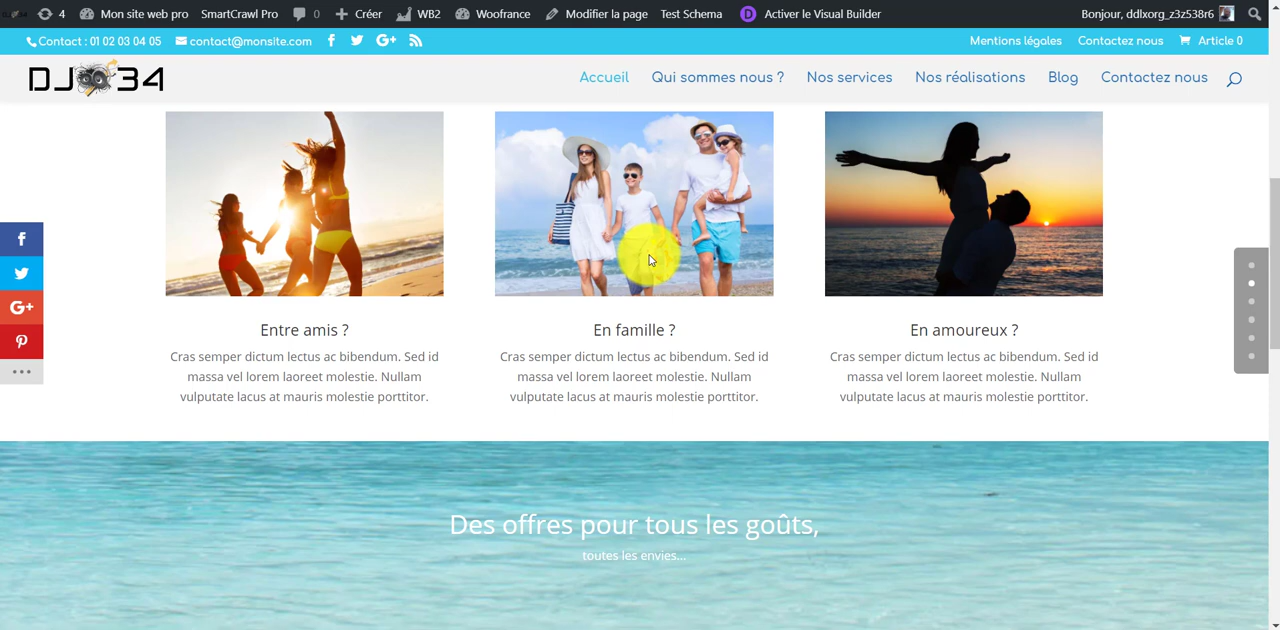 4 Mon site web pro SmartCrawl Pro 0 Créer WB2 Woofrance Modifier la page Test Schema D Activer le Visual Builder Bonjour, ddlxorg_z3z538r6
Contact : 01 02 03 04 05 contact@monsite.com Mentions légales Contactez nous Article 0
DJ 34 Accueil Qui sommes nous ? Nos services Nos réalisations Blog Contactez nous
Entre amis ?
Cras semper dictum lectus ac bibendum. Sed id
massa vel lorem laoreet molestie. Nullam
vulputate lacus at mauris molestie porttitor.
En famille ?
Cras semper dictum lectus ac bibendum. Sed id
massa vel lorem laoreet molestie. Nullam
vulputate lacus at mauris molestie porttitor.
En amoureux ?
Cras semper dictum lectus ac bibendum. Sed id
massa vel lorem laoreet molestie. Nullam
vulputate lacus at mauris molestie porttitor.
Des offres pour tous les goûts,
toutes les envies...